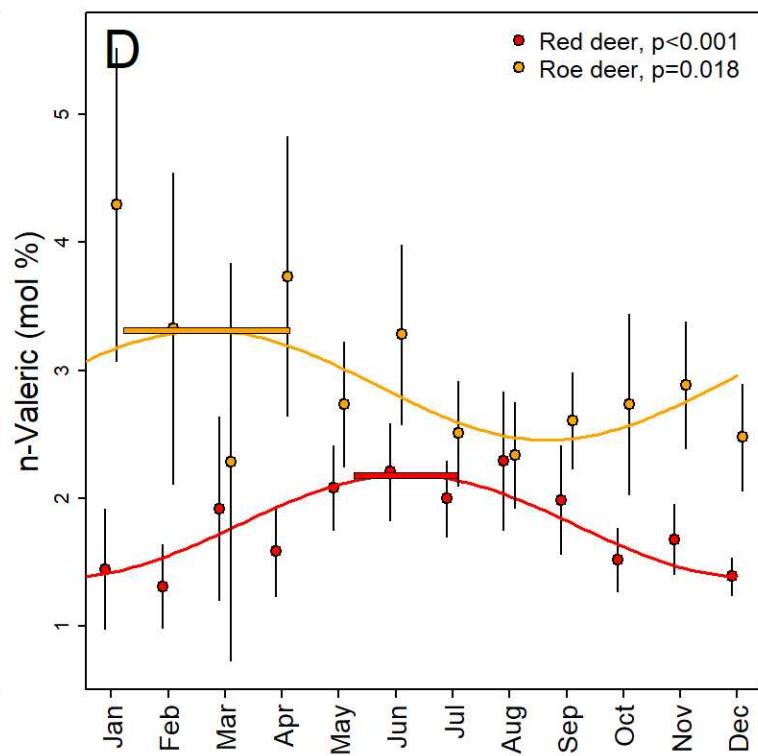 D
Red deer, p<0.001
Roe deer, p=0.018
n-Valeric (mol %)
5
4
3
2
1
Jan
Feb
Mar
Apr
May
Jun
Jul
Aug
Sep
Oct
Nov
Dec